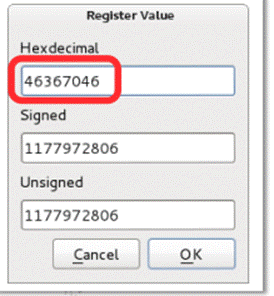 Register Value
Hexdecimal
46367046
Signed
1177972806
Unsigned
1177972806
Cancel
OK